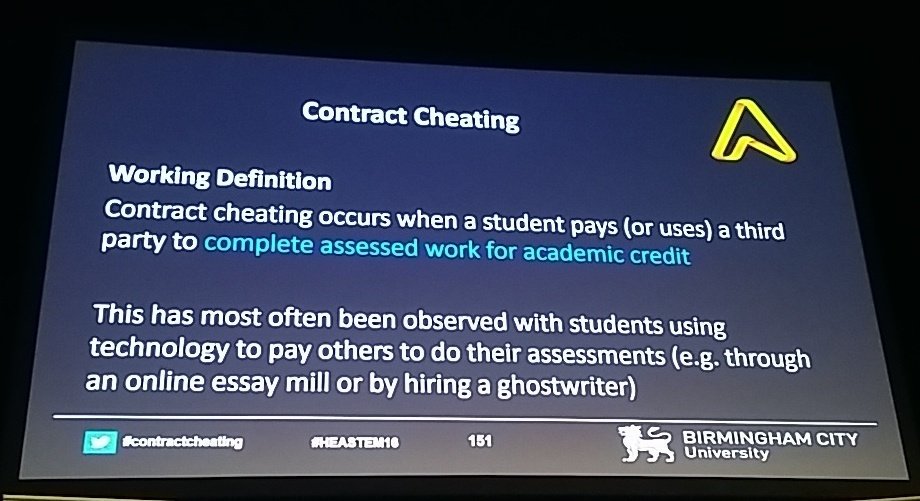 Contract Cheating
Working Definition
Contract cheating occurs when a student pays (or uses) a third
party to complete assessed work for academic credit
This has most often been observed with students using
technology to pay others to do their assessments (e.g. through
an online essay mill or by hiring a ghostwriter)
#contractcheating #HEASTEM16 151 BIRMINGHAM CITY
University